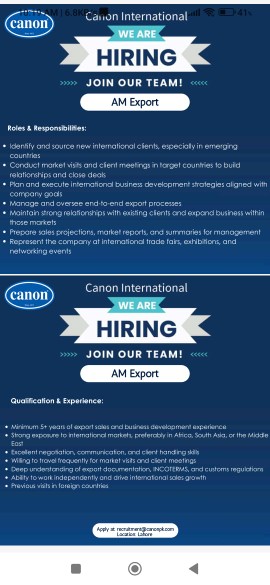 41
Canon International
canon
WE ARE
HIRING
>>>>> JOIN OUR TEAM! <<<<<
AM Export
Roles & Responsibilities:
• Identify and source new international clients, especially in emerging
countries
• Conduct market visits and client meetings in target countries to build
relationships and close deals
• Plan and execute international business development strategies aligned with
company goals
• Manage and oversee end-to-end export processes
• Maintain strong relationships with existing clients and expand business within
those markets
• Prepare sales projections, market reports, and summaries for management
• Represent the company at international trade fairs, exhibitions, and
networking events
Canon International
canon
WE ARE
HIRING
>>>>> JOIN OUR TEAM! <<<<<
AM Export
Qualification & Experience:
• Minimum 5+ years of export sales and business development experience
• Strong exposure to international markets, preferably in Africa, South Asia, or the Middle
East
• Excellent negotiation, communication, and client handling skills
• Willing to travel frequently for market visits and client meetings
• Deep understanding of export documentation, INCOTERMS, and customs regulations
• Ability to work independently and drive international sales growth
• Previous visits in foreign countries
Apply at: recruitment@canonpk.com
Location: Lahore